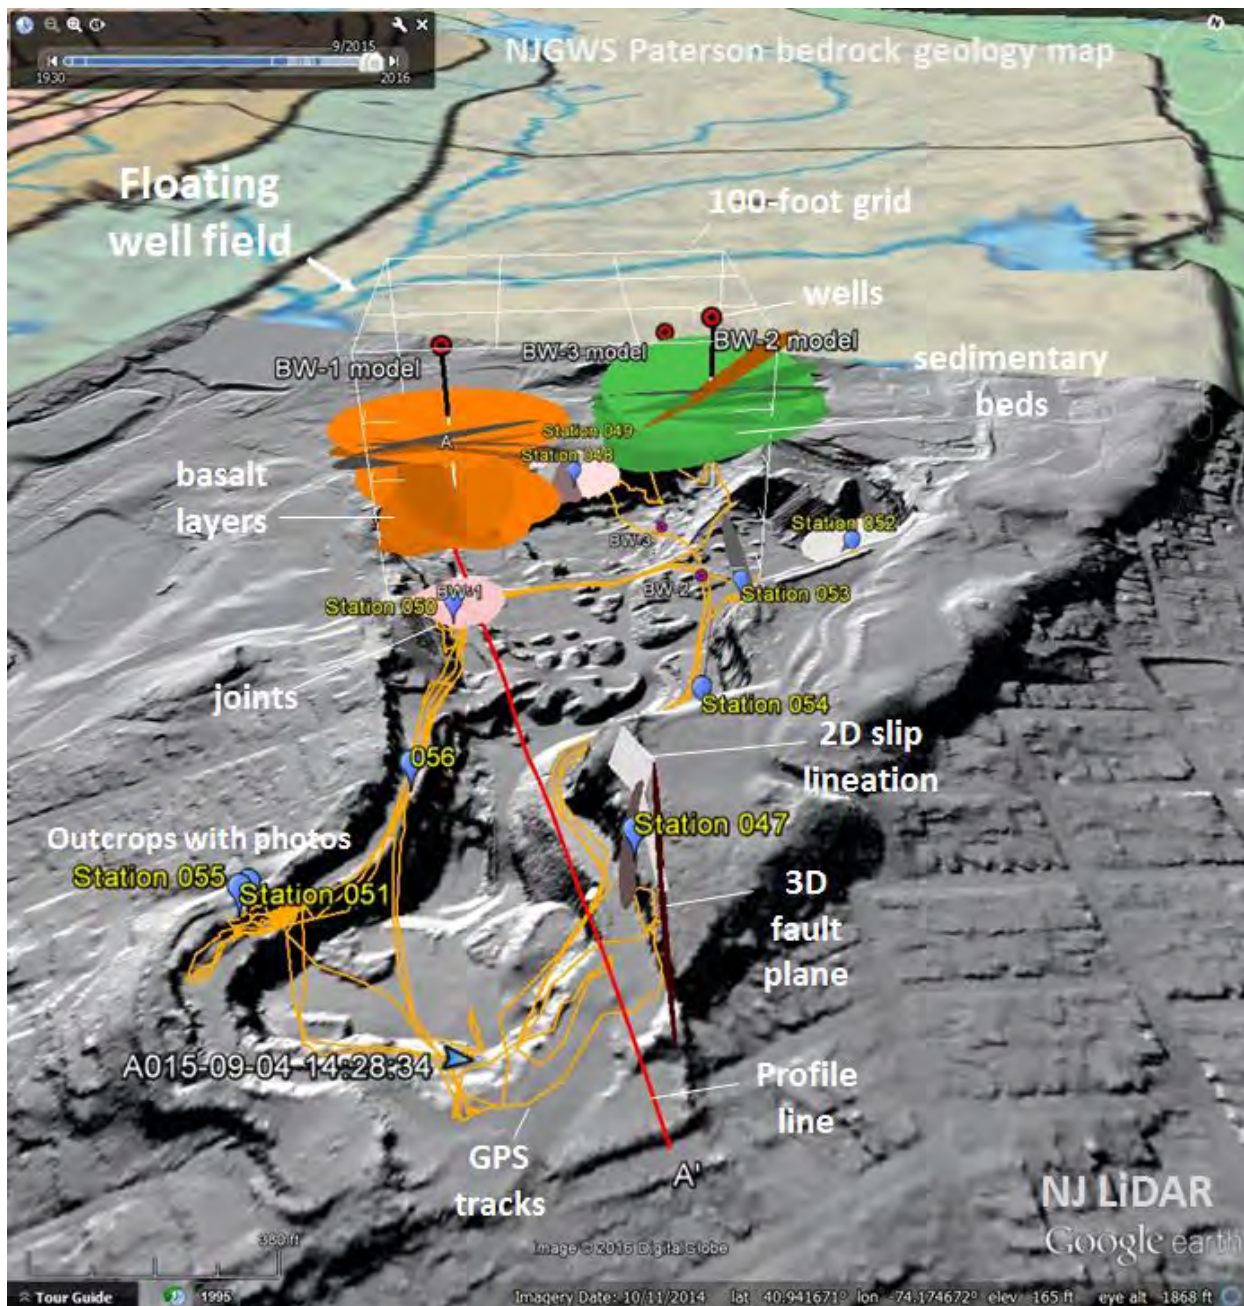 9/2015
1930
2016
NJGWS Paterson bedrock geology map
Floating
well field
100-foot grid
wells
BW-1 model
BW-3 model
BW-2 model
sedimentary
beds
A
Station 049
Station 048
basalt
layers
Station 052
BW-3
BW-1
BW-2
Station 050
Station 053
joints
Station 054
056
2D slip
lineation
Station 047
Outcrops with photos
Station 055
Station 051
3D
fault
plane
A015-09-04 14:28:34
Profile
line
GPS
tracks
A'
NJ LiDAR
Google earth
380 ft
Image © 2016 DigitalGlobe
Tour Guide
1995
Imagery Date: 10/11/2014 lat 40.941671° lon -74.174672° elev 165 ft eye alt 1868 ft